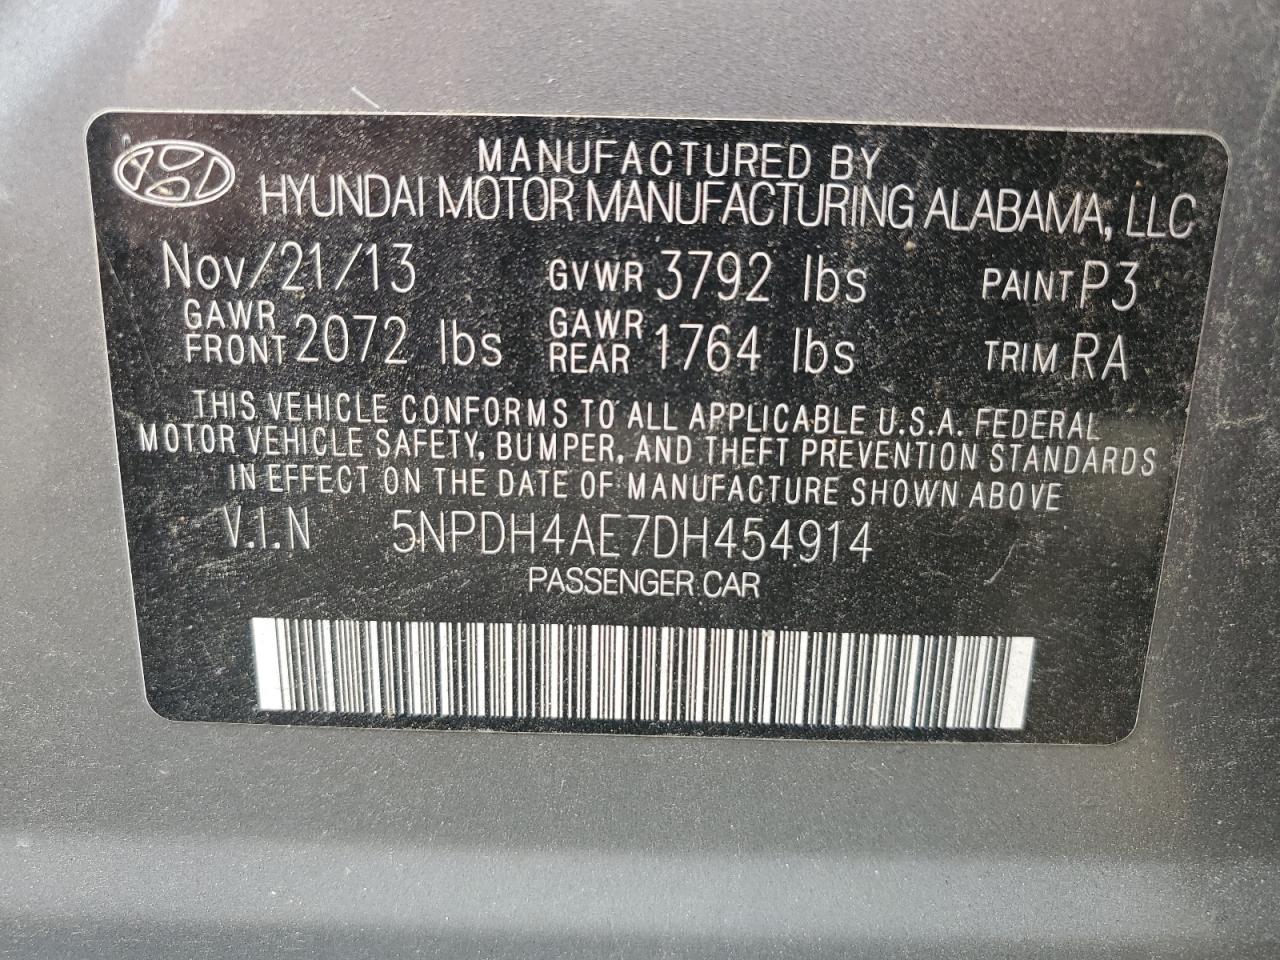 MANUFACTURED BY
HYUNDAI MOTOR MANUFACTURING ALABAMA, LLC
Nov/21/13 GVWR 3792 lbs PAINT P3
GAWR FRONT 2072 lbs GAWR REAR 1764 lbs TRIM RA
THIS VEHICLE CONFORMS TO ALL APPLICABLE U.S.A. FEDERAL
MOTOR VEHICLE SAFETY, BUMPER, AND THEFT PREVENTION STANDARDS
IN EFFECT ON THE DATE OF MANUFACTURE SHOWN ABOVE
V.I.N 5NPDH4AE7DH454914
PASSENGER CAR